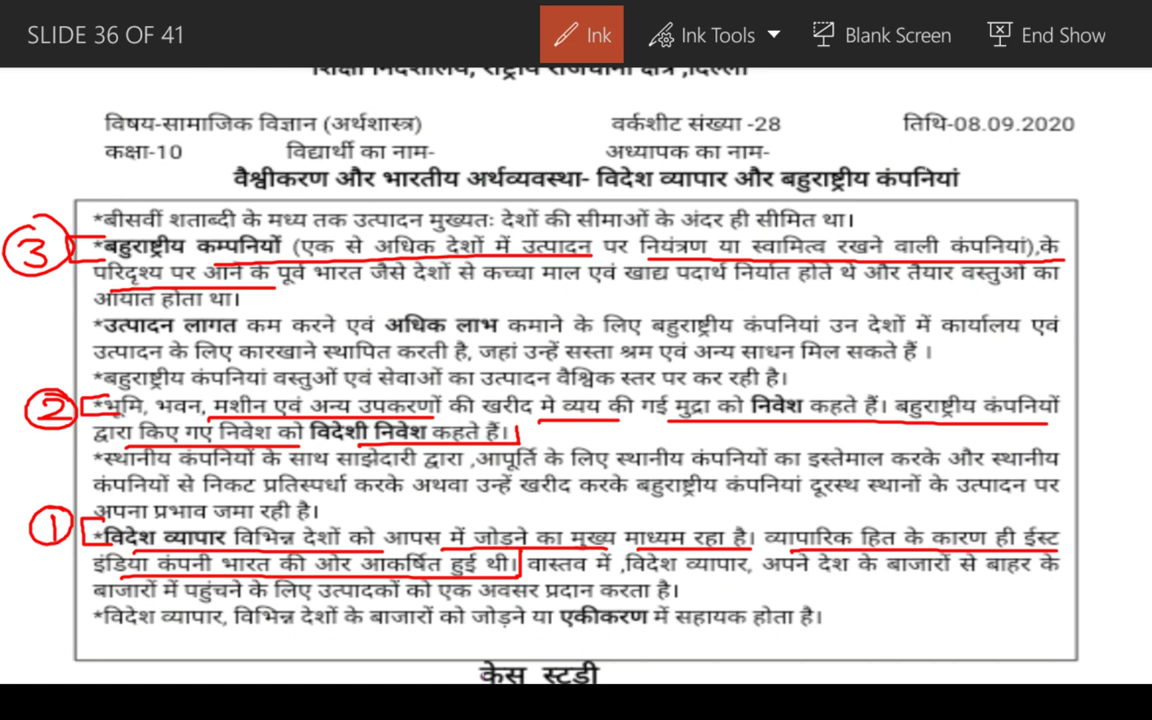 SLIDE 36 OF 41 Ink Ink Tools Blank Screen End Show
शिक्षा निदेशालय, राष्ट्रीय राजधानी क्षेत्र ,दिल्ली
विषय-सामाजिक विज्ञान (अर्थशास्त्र) वर्कशीट संख्या -28 तिथि-08.09.2020
कक्षा-10 विद्यार्थी का नाम- अध्यापक का नाम-
वैश्वीकरण और भारतीय अर्थव्यवस्था- विदेश व्यापार और बहुराष्ट्रीय कंपनियां
*बीसवीं शताब्दी के मध्य तक उत्पादन मुख्यतः देशों की सीमाओं के अंदर ही सीमित था।
3 *बहुराष्ट्रीय कम्पनियों (एक से अधिक देशों में उत्पादन पर नियंत्रण या स्वामित्व रखने वाली कंपनियां),के
परिदृश्य पर आने के पूर्व भारत जैसे देशों से कच्चा माल एवं खाद्य पदार्थ निर्यात होते थे और तैयार वस्तुओं का
आयात होता था।
*उत्पादन लागत कम करने एवं अधिक लाभ कमाने के लिए बहुराष्ट्रीय कंपनियां उन देशों में कार्यालय एवं
उत्पादन के लिए कारखाने स्थापित करती है, जहां उन्हें सस्ता श्रम एवं अन्य साधन मिल सकते हैं ।
*बहुराष्ट्रीय कंपनियां वस्तुओं एवं सेवाओं का उत्पादन वैश्विक स्तर पर कर रही है।
2 *भूमि, भवन, मशीन एवं अन्य उपकरणों की खरीद मे व्यय की गई मुद्रा को निवेश कहते हैं। बहुराष्ट्रीय कंपनियों
द्वारा किए गए निवेश को विदेशी निवेश कहते हैं।
*स्थानीय कंपनियों के साथ साझेदारी द्वारा ,आपूर्ति के लिए स्थानीय कंपनियों का इस्तेमाल करके और स्थानीय
कंपनियों से निकट प्रतिस्पर्धा करके अथवा उन्हें खरीद करके बहुराष्ट्रीय कंपनियां दूरस्थ स्थानों के उत्पादन पर
अपना प्रभाव जमा रही है।
1 *विदेश व्यापार विभिन्न देशों को आपस में जोड़ने का मुख्य माध्यम रहा है। व्यापारिक हित के कारण ही ईस्ट
इंडिया कंपनी भारत की ओर आकर्षित हुई थी। वास्तव में ,विदेश व्यापार, अपने देश के बाजारों से बाहर के
बाजारों में पहुंचने के लिए उत्पादकों को एक अवसर प्रदान करता है।
*विदेश व्यापार, विभिन्न देशों के बाजारों को जोड़ने या एकीकरण में सहायक होता है।
केस स्टडी